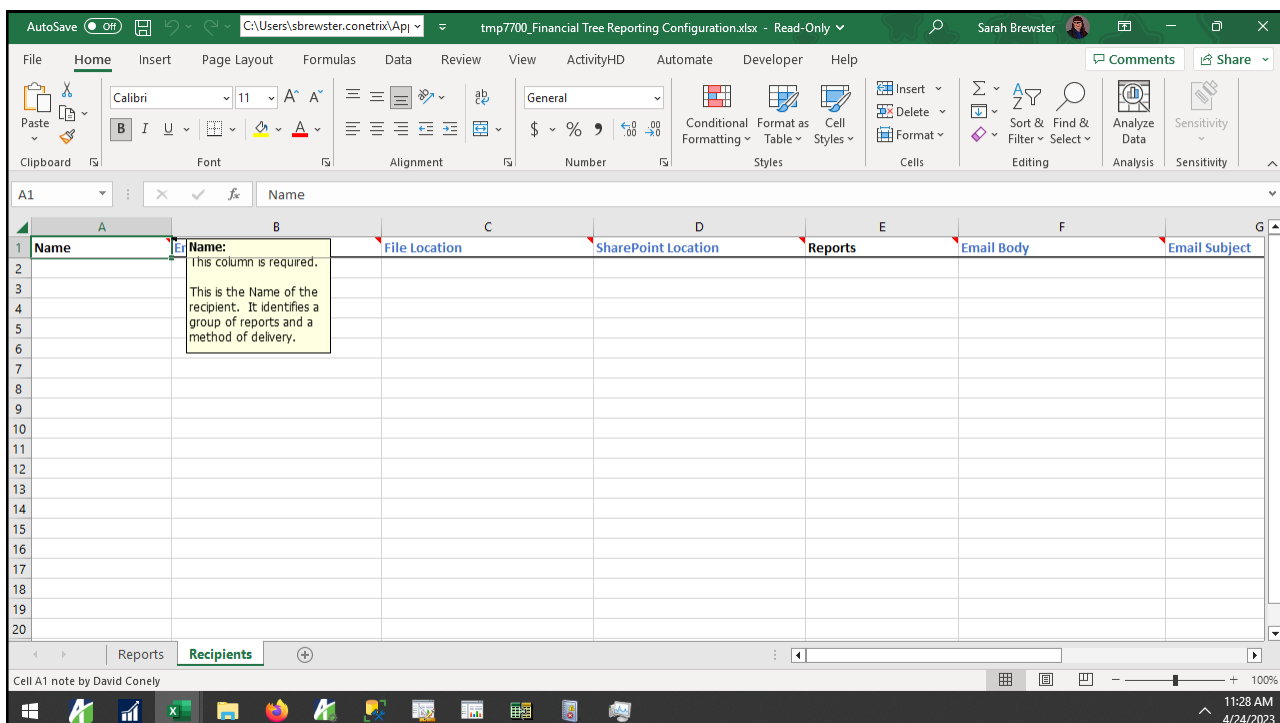 AutoSave Off C:\Users\sbrewster.conetrix\Ap tmp7700_Financial Tree Reporting Configuration.xlsx - Read-Only Sarah Brewster
File Home Insert Page Layout Formulas Data Review View ActivityHD Automate Developer Help Comments Share
Calibri 11 General Insert
Paste B I U $ % Conditional Format as Cell Delete Sort & Find & Analyze Sensitivity
Formatting Table Styles Format Filter Select Data
Clipboard Font Alignment Number Styles Cells Editing Analysis Sensitivity
A1 fx Name
A B C D E F G
1 Name Name: File Location SharePoint Location Reports Email Body Email Subject
This column is required.
This is the Name of the
recipient. It identifies a
group of reports and a
method of delivery.
2
3
4
5
6
7
8
9
10
11
12
13
14
15
16
17
18
19
20
Reports Recipients
Cell A1 note by David Conely 100%
11:28 AM